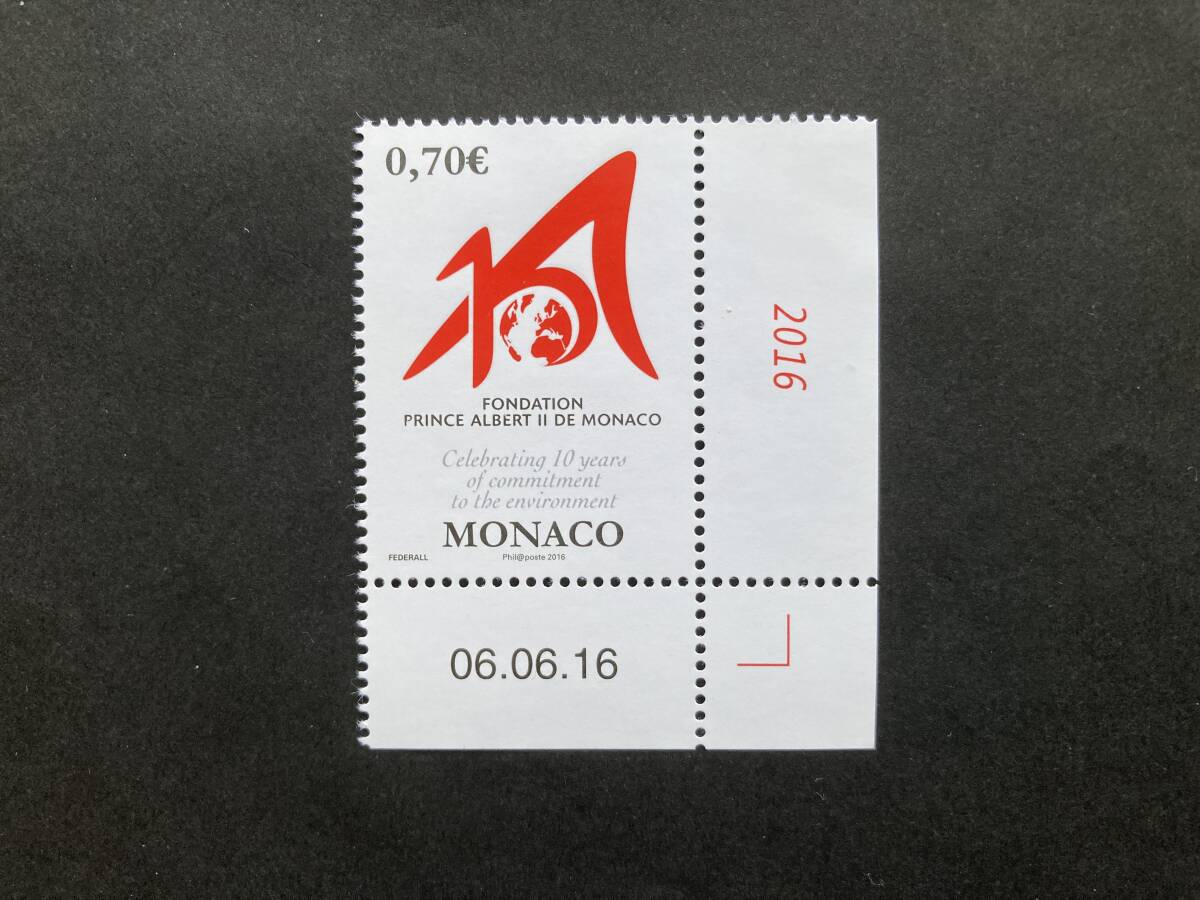 0,70€
FONDATION
PRINCE ALBERT II DE MONACO
Celebrating 10 years
of commitment
to the environment
MONACO
FEDERALL
Phil@poste 2016
2016
06.06.16